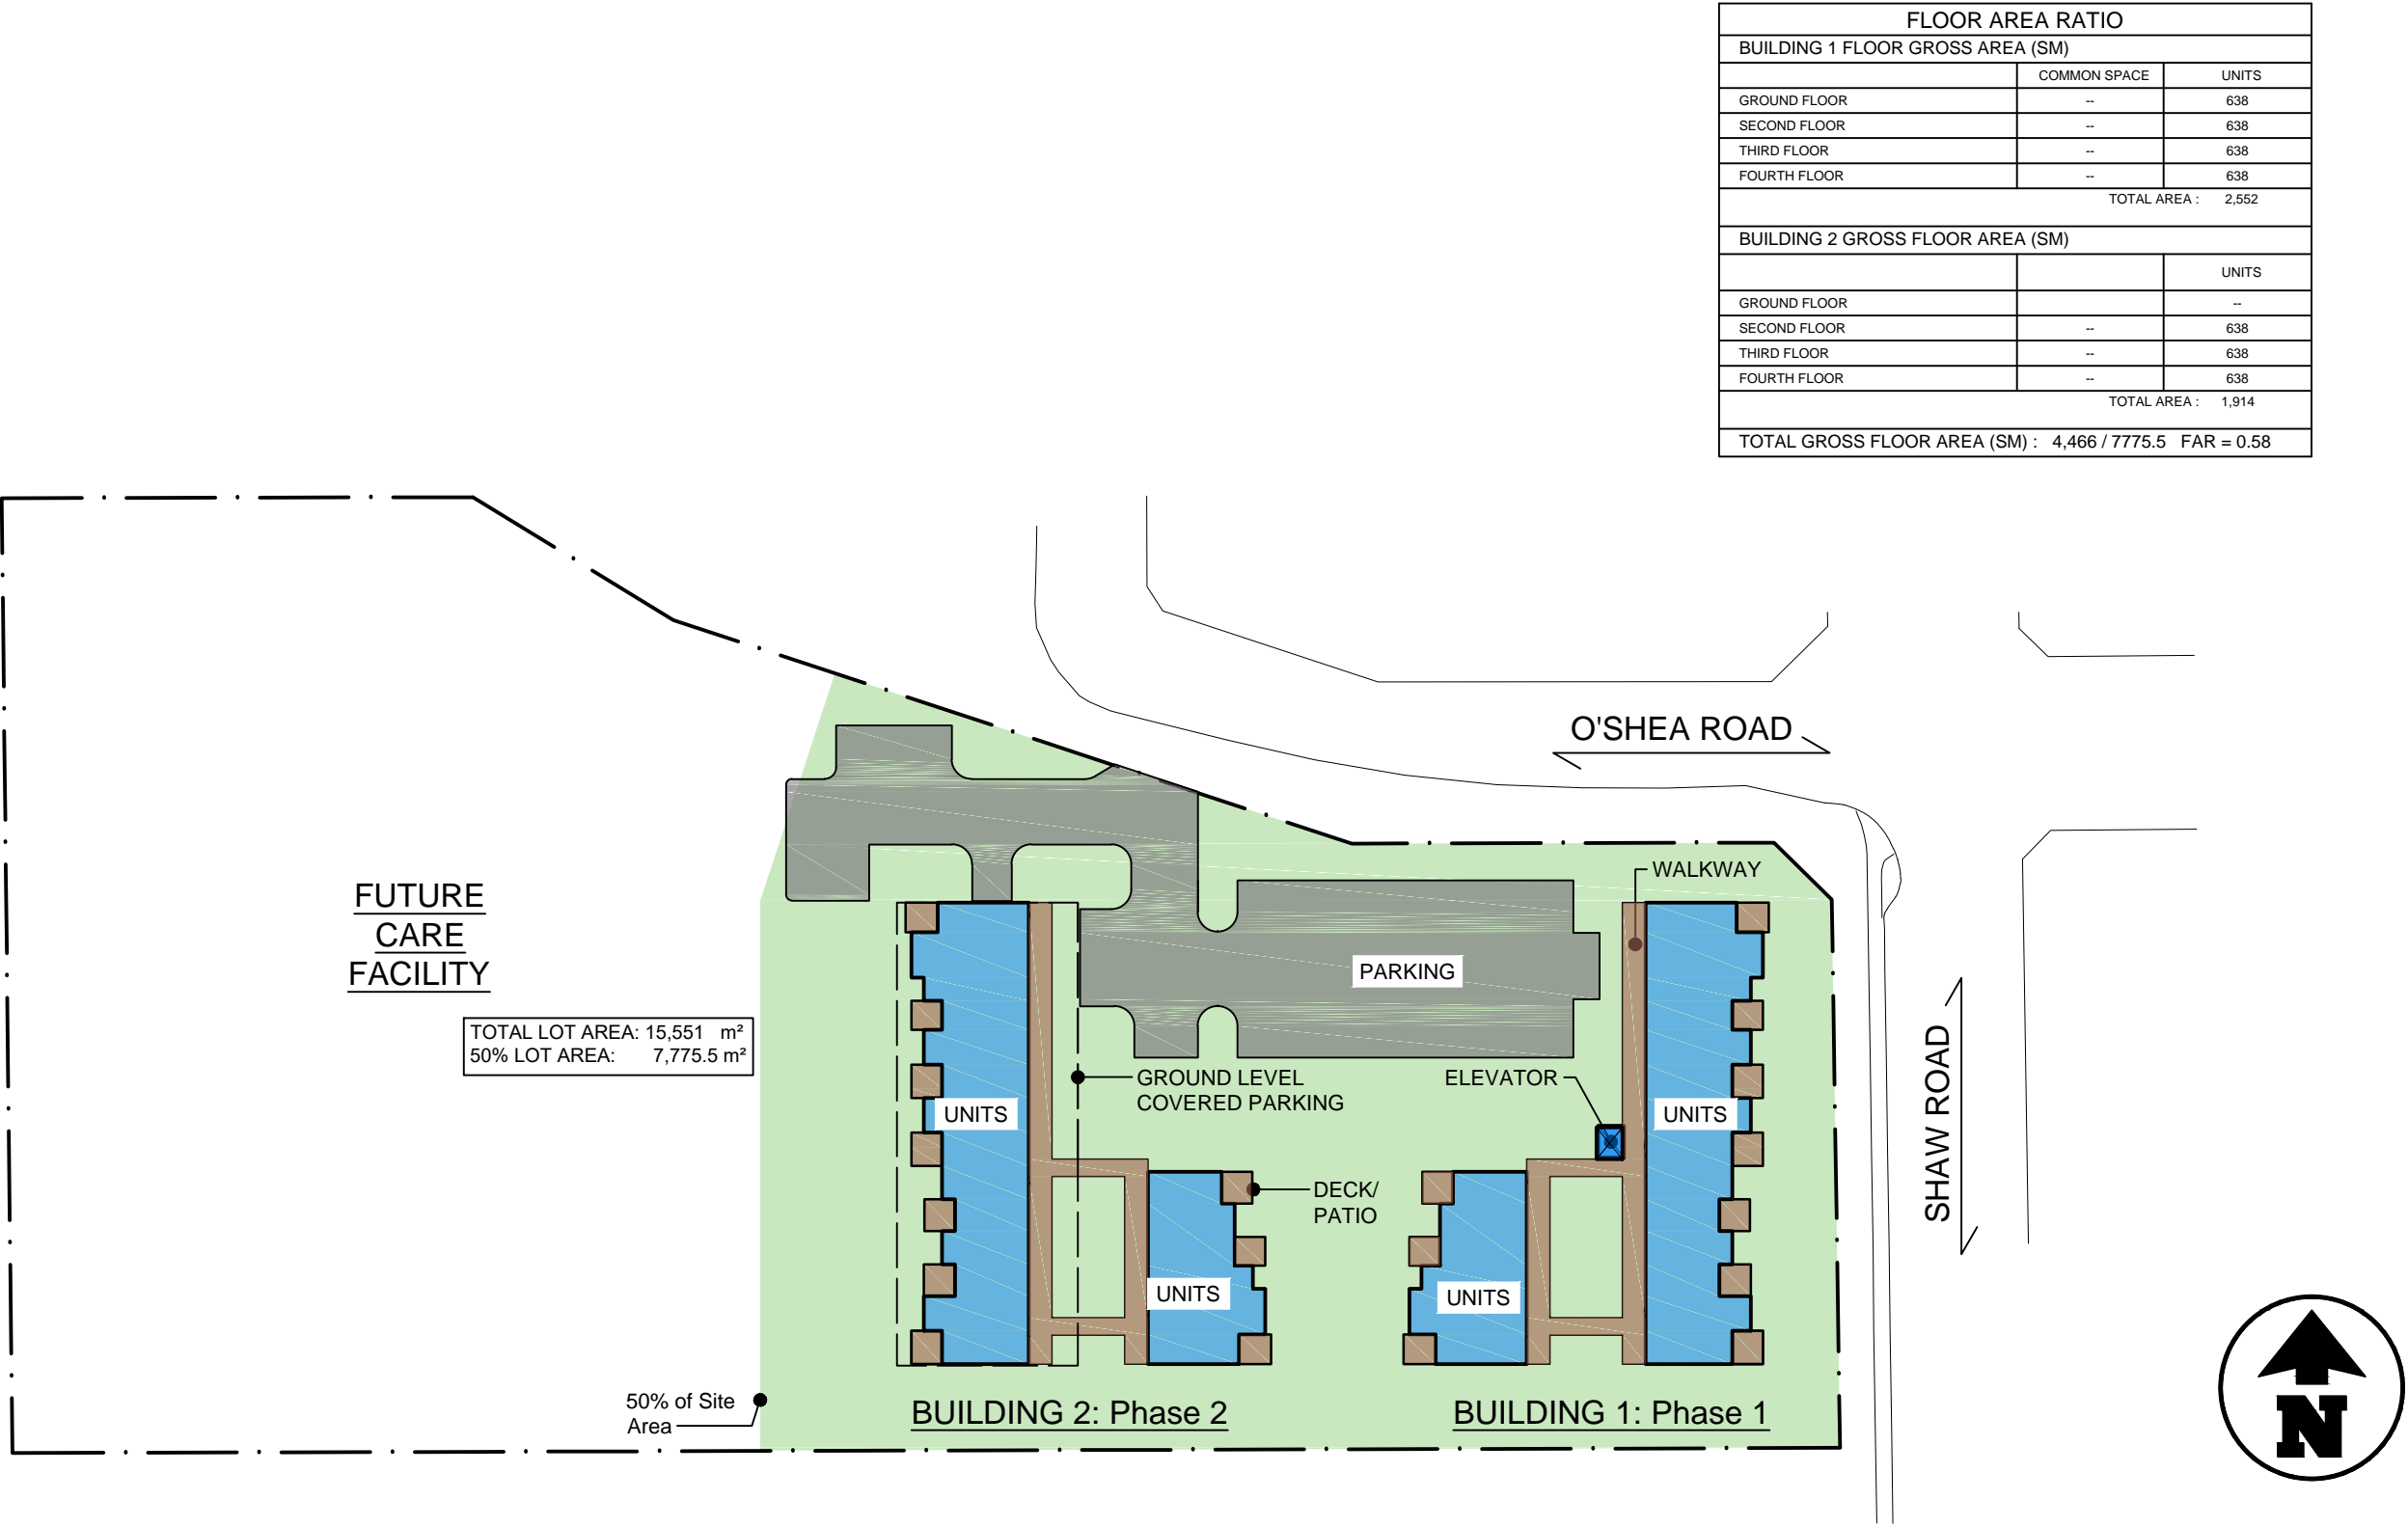 FLOOR AREA RATIO
BUILDING 1 FLOOR GROSS AREA (SM)
COMMON SPACE UNITS
GROUND FLOOR -- 638
SECOND FLOOR -- 638
THIRD FLOOR -- 638
FOURTH FLOOR -- 638
TOTAL AREA : 2,552
BUILDING 2 GROSS FLOOR AREA (SM)
UNITS
GROUND FLOOR --
SECOND FLOOR -- 638
THIRD FLOOR -- 638
FOURTH FLOOR -- 638
TOTAL AREA : 1,914
TOTAL GROSS FLOOR AREA (SM) : 4,466 / 7775.5 FAR = 0.58
O'SHEA ROAD
WALKWAY
FUTURE
CARE
FACILITY
PARKING
TOTAL LOT AREA: 15,551 m²
50% LOT AREA: 7,775.5 m²
GROUND LEVEL
COVERED PARKING
ELEVATOR
UNITS
UNITS
SHAW ROAD
DECK/
PATIO
UNITS
UNITS
50% of Site
Area
BUILDING 2: Phase 2
BUILDING 1: Phase 1
N